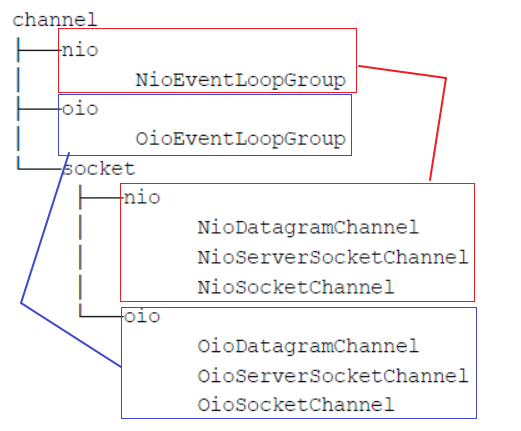 channel
nio
NioEventLoopGroup
oio
OioEventLoopGroup
socket
nio
NioDatagramChannel
NioServerSocketChannel
NioSocketChannel
oio
OioDatagramChannel
OioServerSocketChannel
OioSocketChannel